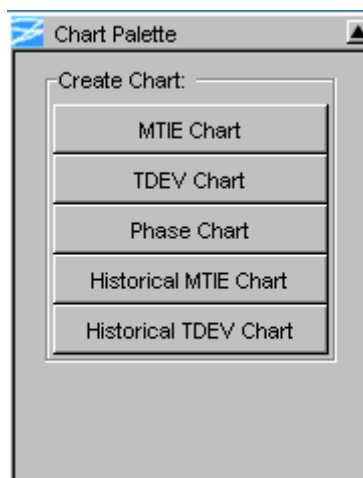 Chart Palette
Create Chart:
MTIE Chart
TDEV Chart
Phase Chart
Historical MTIE Chart
Historical TDEV Chart